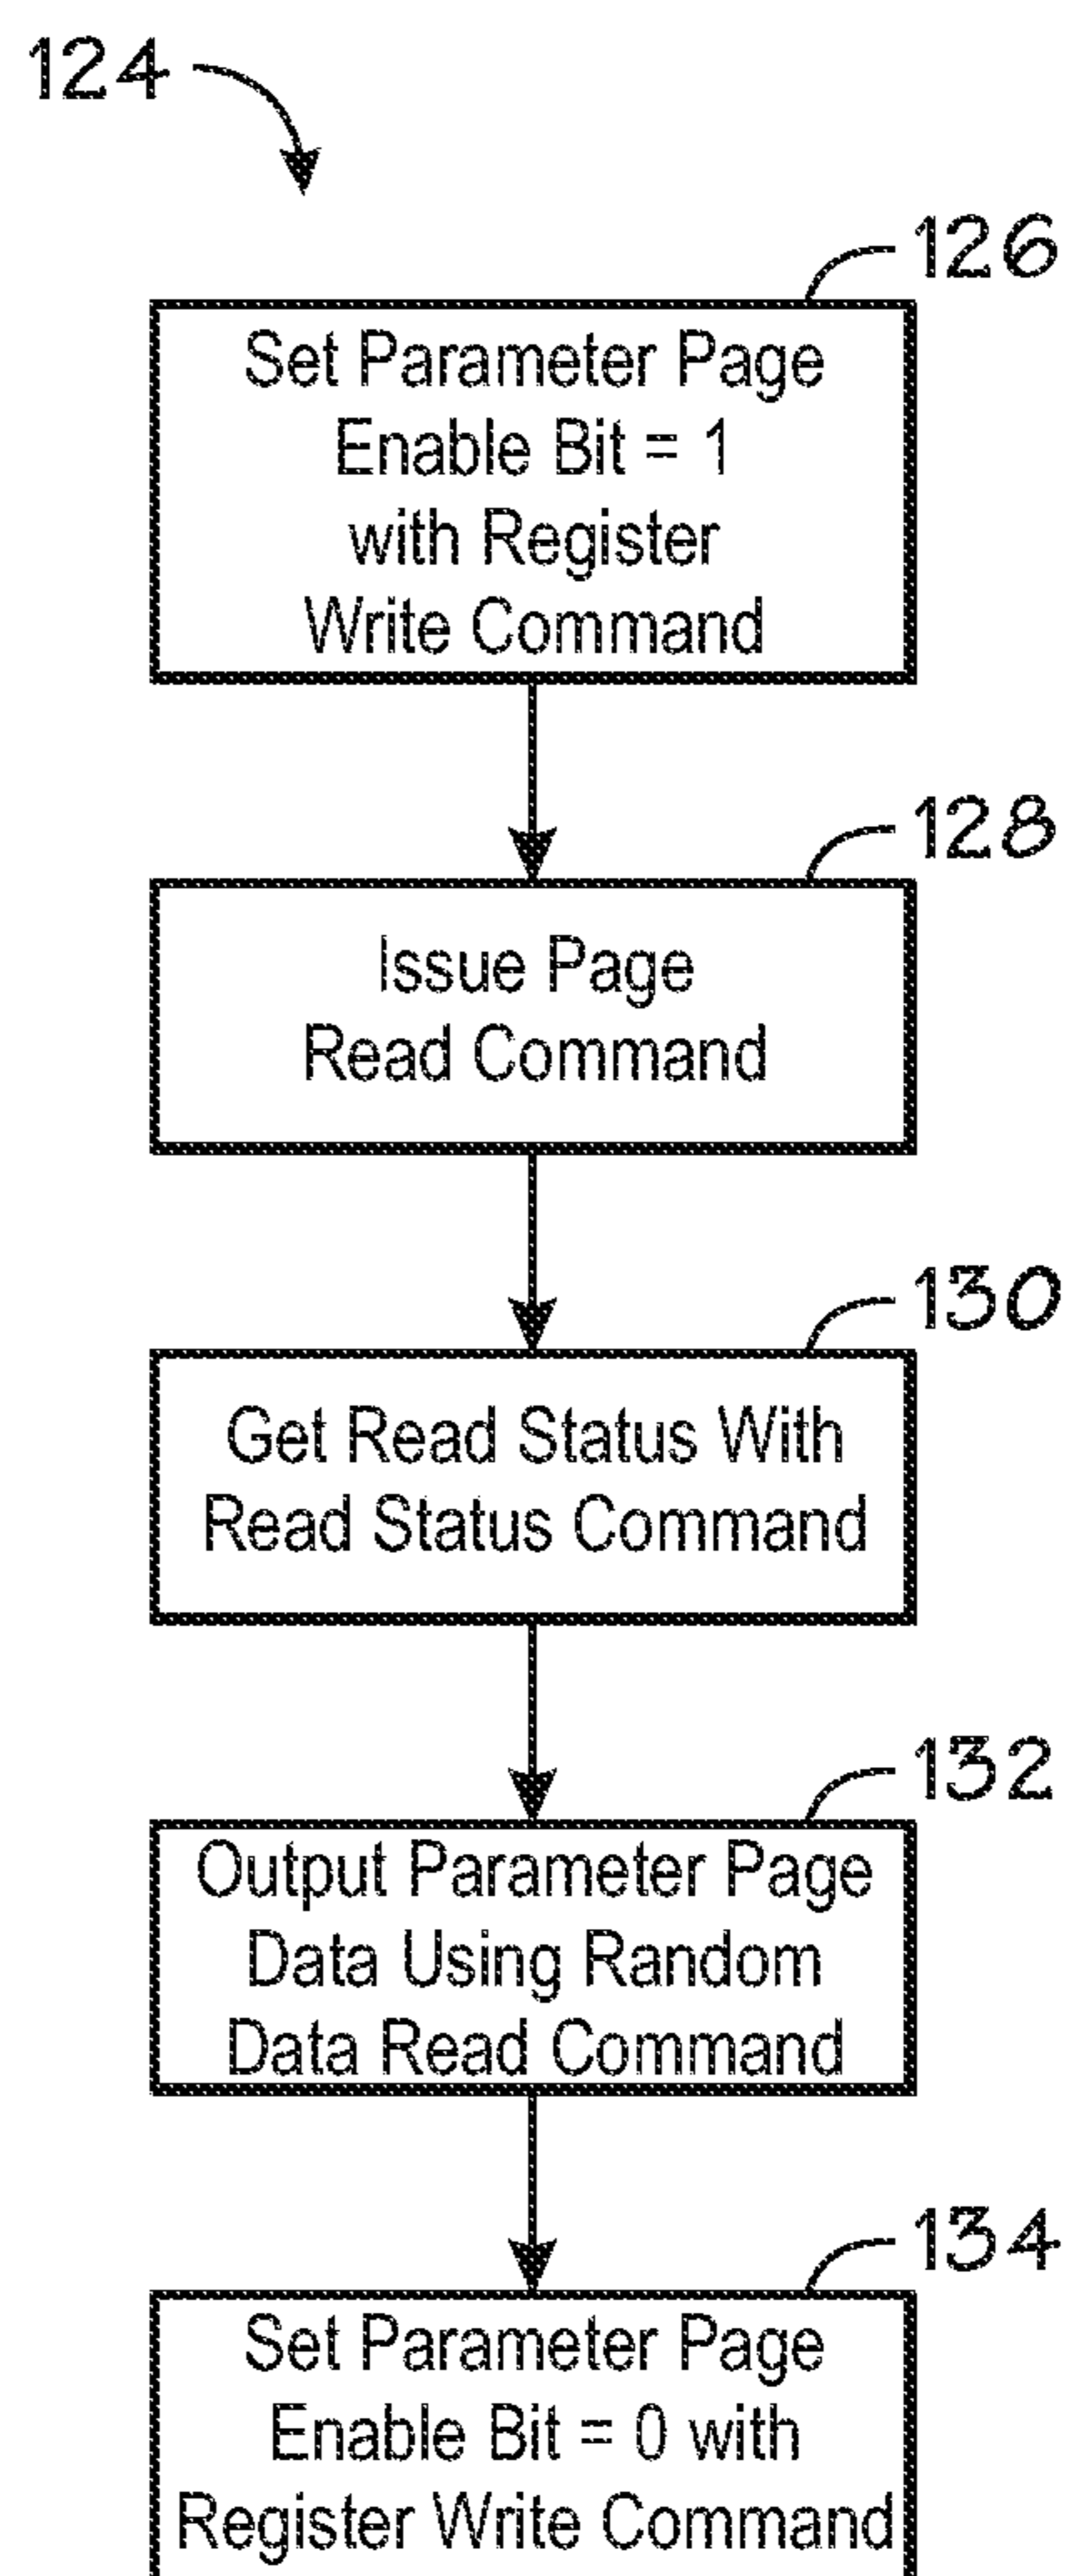 124
126
Set Parameter Page
Enable Bit = 1
with Register
Write Command
128
Issue Page
Read Command
130
Get Read Status With
Read Status Command
132
Output Parameter Page
Data Using Random
Data Read Command
134
Set Parameter Page
Enable Bit = 0 with
Register Write Command